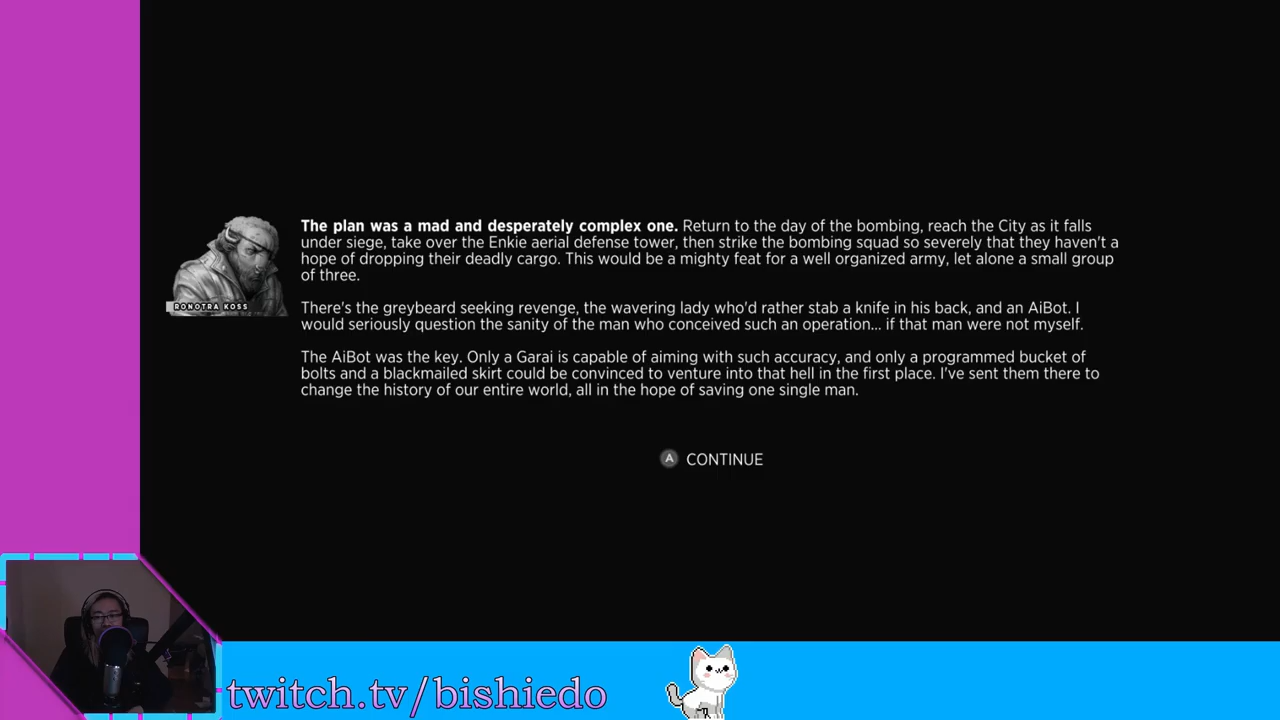 The plan was a mad and desperately complex one. Return to the day of the bombing, reach the City as it falls
under siege, take over the Enkie aerial defense tower, then strike the bombing squad so severely that they haven't a
hope of dropping their deadly cargo. This would be a mighty feat for a well organized army, let alone a small group
of three.
RONOTRA KOSS
There's the greybeard seeking revenge, the wavering lady who'd rather stab a knife in his back, and an AiBot. I
would seriously question the sanity of the man who conceived such an operation... if that man were not myself.
The AiBot was the key. Only a Garai is capable of aiming with such accuracy, and only a programmed bucket of
bolts and a blackmailed skirt could be convinced to venture into that hell in the first place. I've sent them there to
change the history of our entire world, all in the hope of saving one single man.
A CONTINUE
twitch.tv/bishiedo